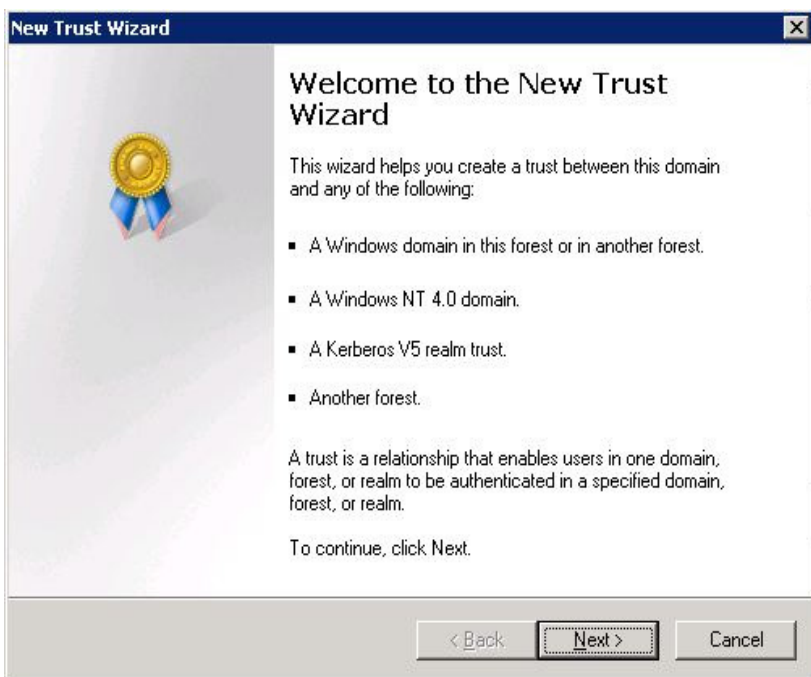 New Trust Wizard
Welcome to the New Trust
Wizard
This wizard helps you create a trust between this domain
and any of the following:
▪ A Windows domain in this forest or in another forest.
▪ A Windows NT 4.0 domain.
▪ A Kerberos V5 realm trust.
▪ Another forest.
A trust is a relationship that enables users in one domain,
forest, or realm to be authenticated in a specified domain,
forest, or realm.
To continue, click Next.
< Back Next > Cancel